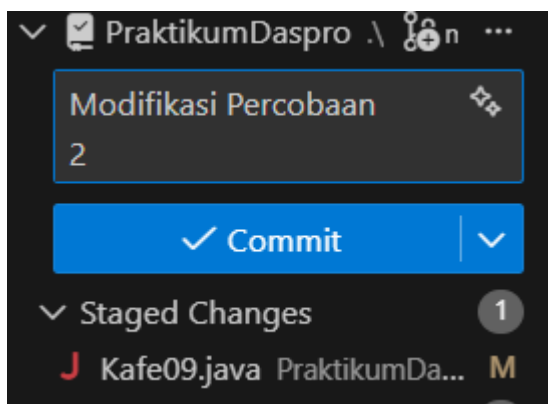 PraktikumDaspro .\ n ...
Modifikasi Percobaan
2
Commit
Staged Changes 1
J Kafe09.java PraktikumDa... M